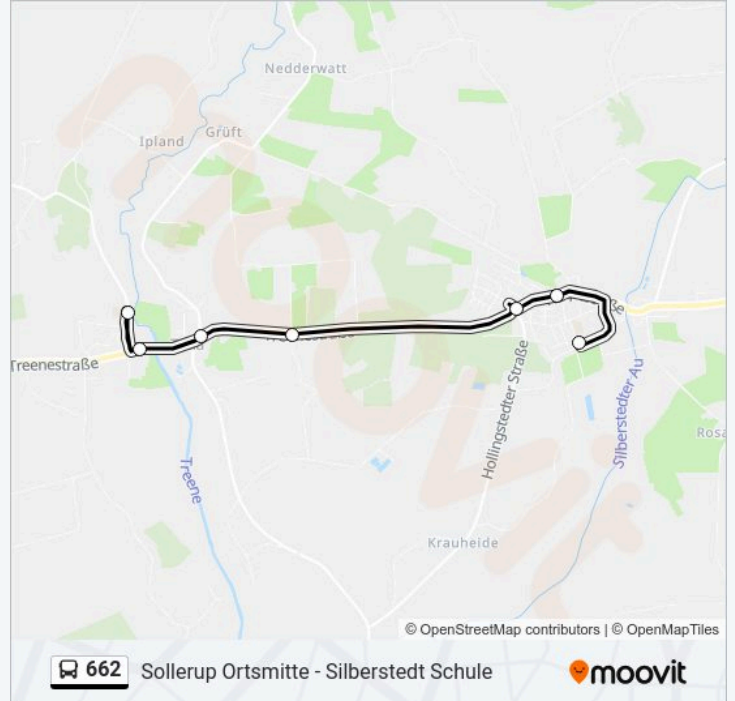 Nedderwatt
Ipland
Grüft
Treenestraße
Treene
Hollingstedter Straße
Silberstedter Au
Rosa
Krauheide
moovit
© OpenStreetMap contributors | © OpenMapTiles
662 Sollerup Ortsmitte - Silberstedt Schule
moovit